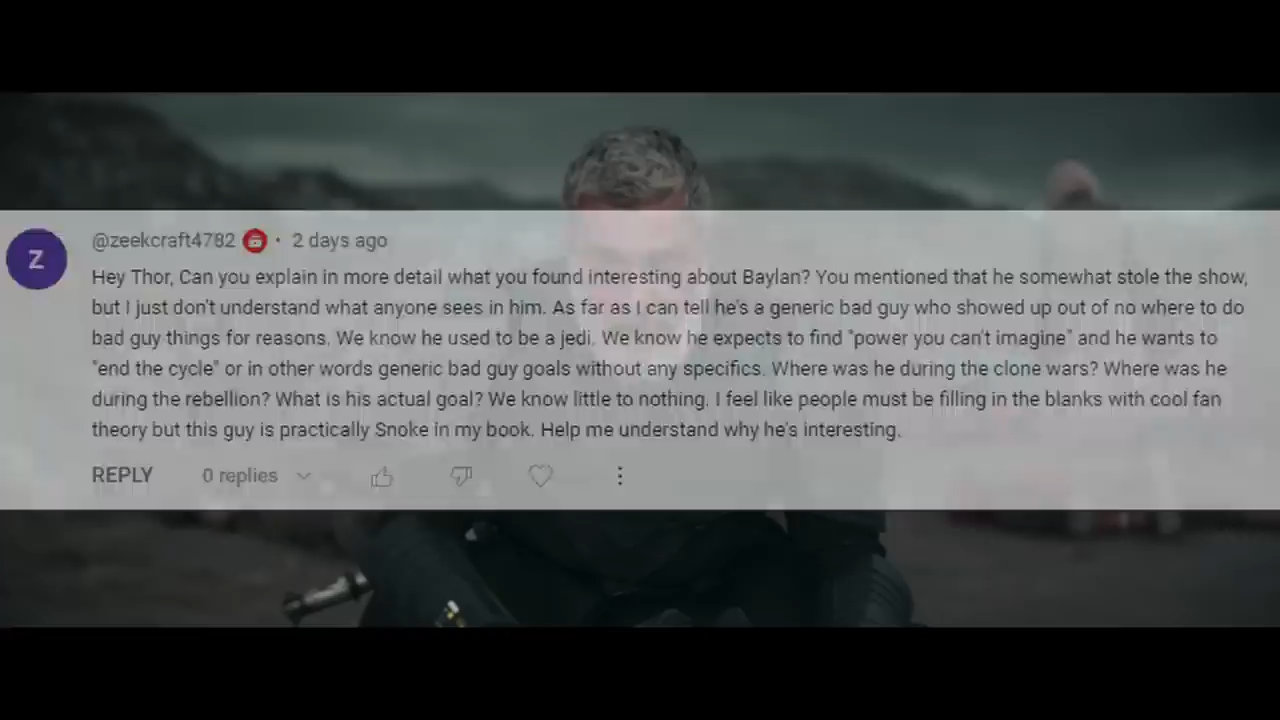 Z
@zeekcraft4782 · 2 days ago
Hey Thor, Can you explain in more detail what you found interesting about Baylan? You mentioned that he somewhat stole the show,
but I just don't understand what anyone sees in him. As far as I can tell he's a generic bad guy who showed up out of no where to do
bad guy things for reasons. We know he used to be a jedi. We know he expects to find "power you can't imagine" and he wants to
"end the cycle" or in other words generic bad guy goals without any specifics. Where was he during the clone wars? Where was he
during the rebellion? What is his actual goal? We know little to nothing. I feel like people must be filling in the blanks with cool fan
theory but this guy is practically Snoke in my book. Help me understand why he's interesting.
REPLY 0 replies